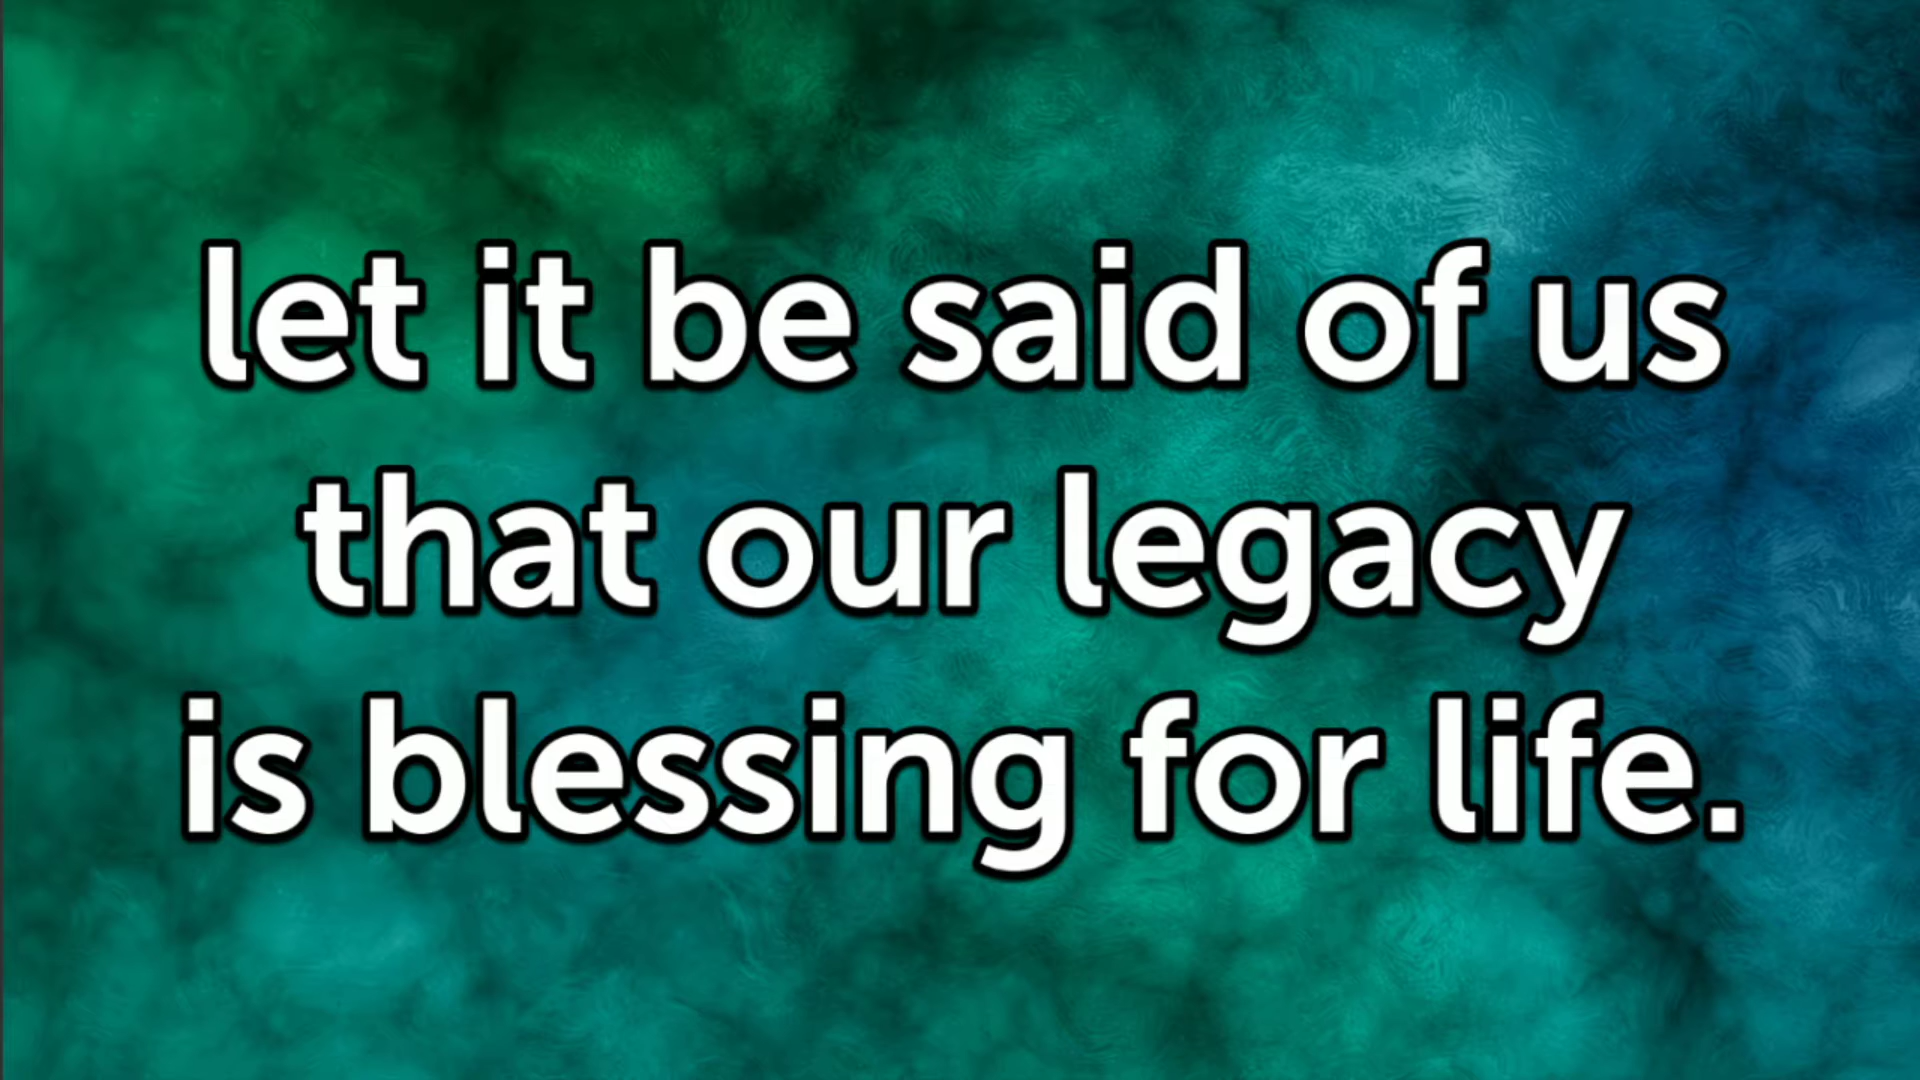 let it be said of us
that our legacy
is blessing for life.